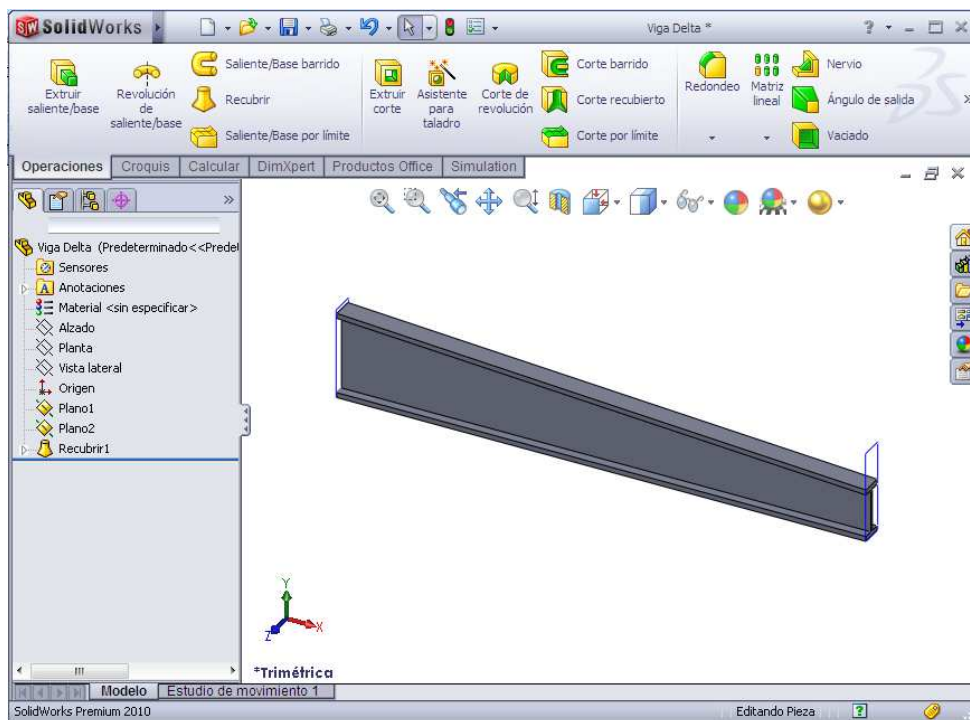 SolidWorks
Viga Delta *
Extruir saliente/base
Revolución de saliente/base
Saliente/Base barrido
Recubrir
Saliente/Base por límite
Extruir corte
Asistente para taladro
Corte de revolución
Corte barrido
Corte recubierto
Corte por límite
Redondeo
Matriz lineal
Nervio
Ángulo de salida
Vaciado
Operaciones
Croquis
Calcular
DimXpert
Productos Office
Simulation
Viga Delta (Predeterminado<<Predet
Sensores
Anotaciones
Material <sin especificar>
Alzado
Planta
Vista lateral
Origen
Plano1
Plano2
Recubrir1
Y
X
Z
*Trimétrica
Modelo
Estudio de movimiento 1
SolidWorks Premium 2010
Editando Pieza